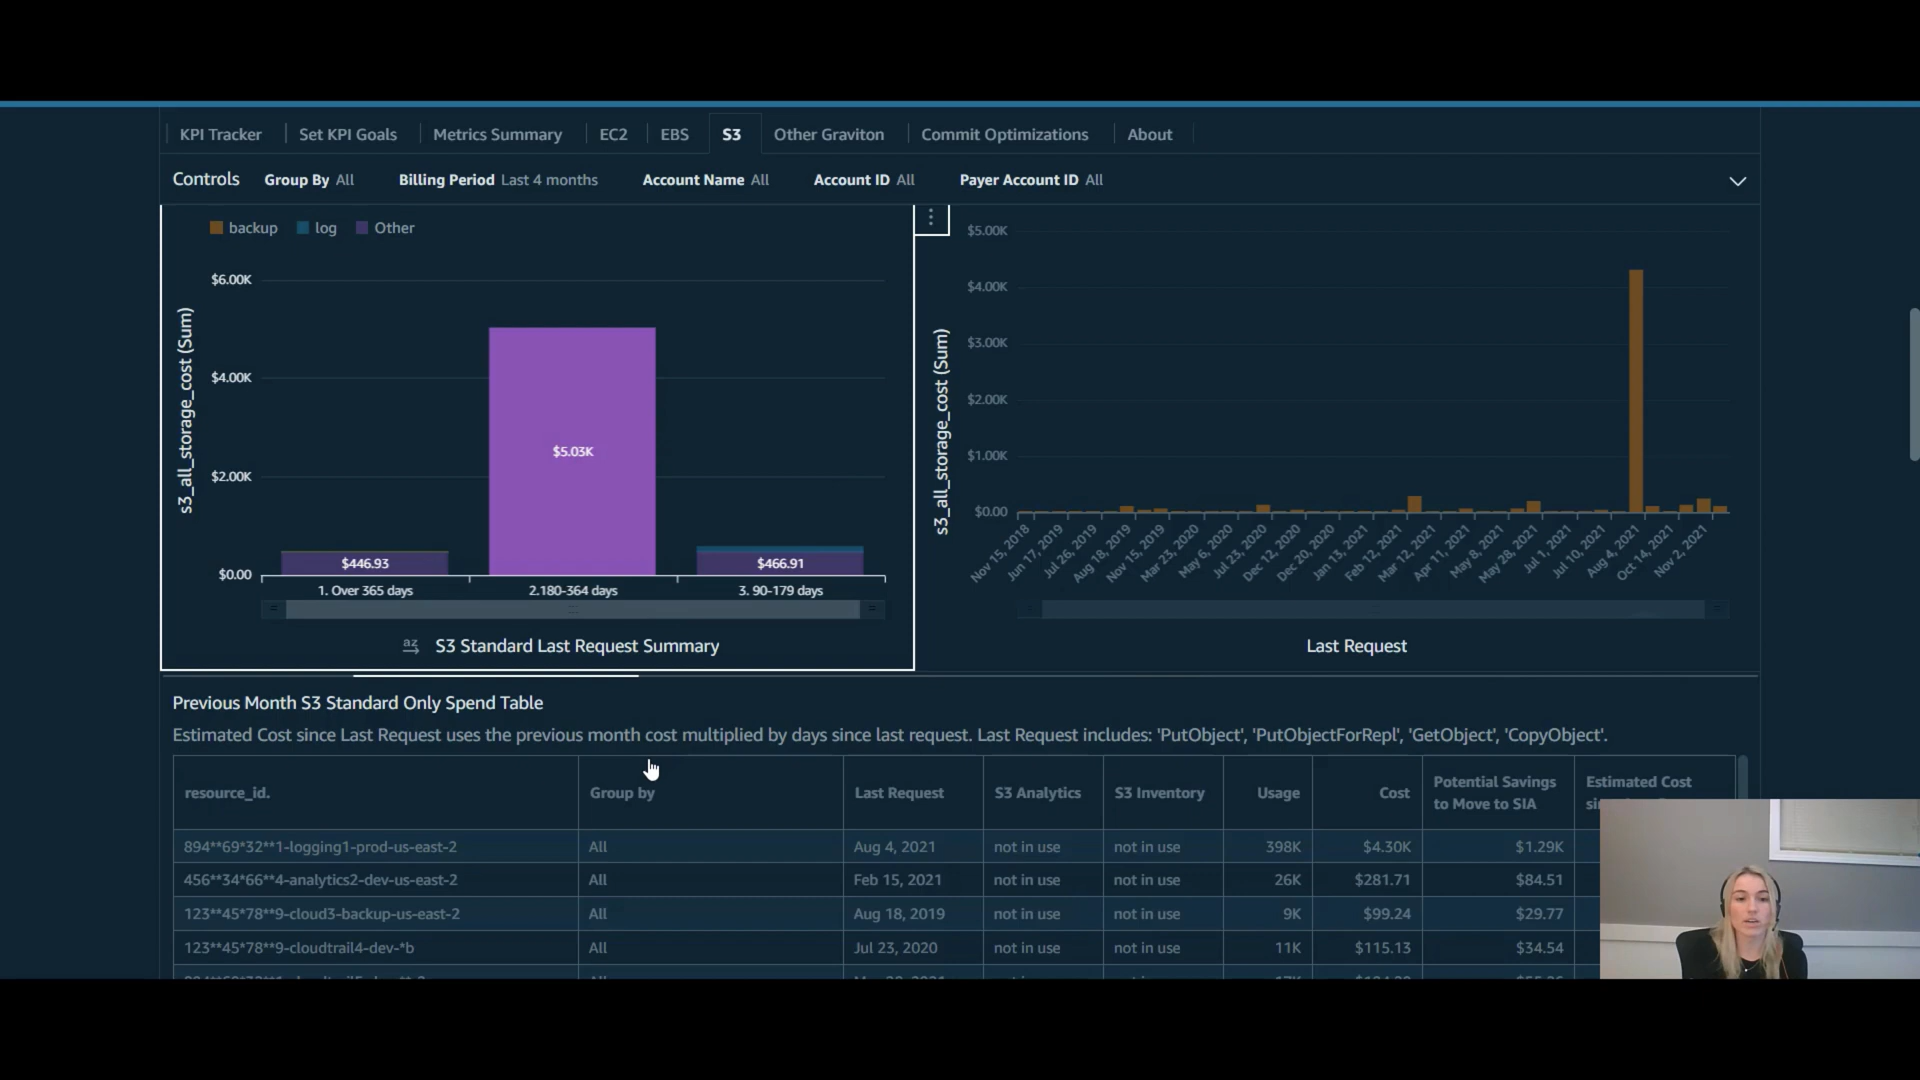 KPI Tracker Set KPI Goals Metrics Summary EC2 EBS S3 Other Graviton Commit Optimizations About
Controls Group By All Billing Period Last 4 months Account Name All Account ID All Payer Account ID All
backup log Other
s3_all_storage_cost (Sum)
$6.00K
$4.00K
$2.00K
$0.00
$446.93
$5.03K
$466.91
1. Over 365 days
2.180-364 days
3. 90-179 days
S3 Standard Last Request Summary
s3_all_storage_cost (Sum)
$5.00K
$4.00K
$3.00K
$2.00K
$1.00K
$0.00
Nov 15, 2018
Jun 17, 2019
Jul 26, 2019
Aug 18, 2019
Nov 15, 2019
Mar 23, 2020
May 6, 2020
Jul 23, 2020
Dec 12, 2020
Dec 20, 2020
Jan 13, 2021
Feb 12, 2021
Mar 12, 2021
Apr 11, 2021
May 8, 2021
May 28, 2021
Jul 1, 2021
Jul 10, 2021
Aug 4, 2021
Oct 14, 2021
Nov 2, 2021
Last Request
Previous Month S3 Standard Only Spend Table
Estimated Cost since Last Request uses the previous month cost multiplied by days since last request. Last Request includes: 'PutObject', 'PutObjectForRepl', 'GetObject', 'CopyObject'.
resource_id. Group by Last Request S3 Analytics S3 Inventory Usage Cost Potential Savings to Move to SIA Estimated Cost
894**69*32**1-logging1-prod-us-east-2 All Aug 4, 2021 not in use not in use 398K $4.30K $1.29K
456**34*66**4-analytics2-dev-us-east-2 All Feb 15, 2021 not in use not in use 26K $281.71 $84.51
123**45*78**9-cloud3-backup-us-east-2 All Aug 18, 2019 not in use not in use 9K $99.24 $29.77
123**45*78**9-cloudtrail4-dev-*b All Jul 23, 2020 not in use not in use 11K $115.13 $34.54